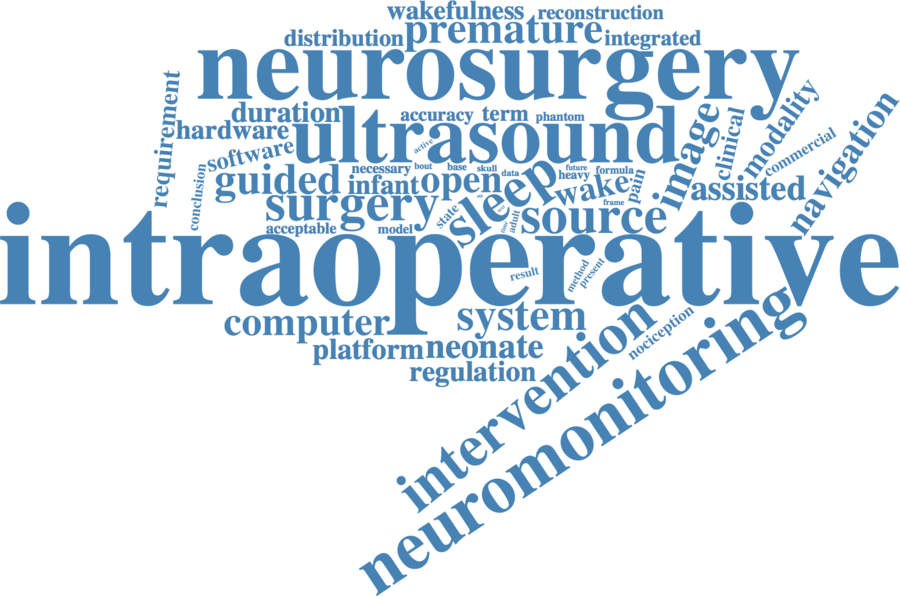 wakefulness
reconstruction
premature
distribution
integrated
neurosurgery
requirement
duration
accuracy
term
phantom
hardware
ultrasound
active
image
clinical
modality
commercial
navigation
software
conclusion
necessary
bout
base
skull
data
future
formula
heavy
guided
infant
open
sleep
wake
pain
assisted
surgery
state
adult
time
frame
source
acceptable
model
intraoperative
result
method
present
computer
system
nociception
platform
neonate
regulation
intervention
neuromonitoring